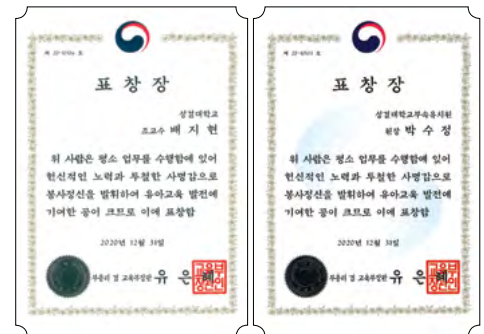 표 창 장
성결대학교
조교수 배 지 현
위 사람은 평소 업무를 수행함에 있어
헌신적인 노력과 투철한 사명감으로
봉사정신을 발휘하여 유아교육 발전에
기여한 공이 크므로 이에 표창함
2020년 12월 31일
부총리 겸 교육부장관 유 은 혜
표 창 장
성결대학교부속유치원
원장 박 수 정
위 사람은 평소 업무를 수행함에 있어
헌신적인 노력과 투철한 사명감으로
봉사정신을 발휘하여 유아교육 발전에
기여한 공이 크므로 이에 표창함
2020년 12월 31일
부총리 겸 교육부장관 유 은 혜